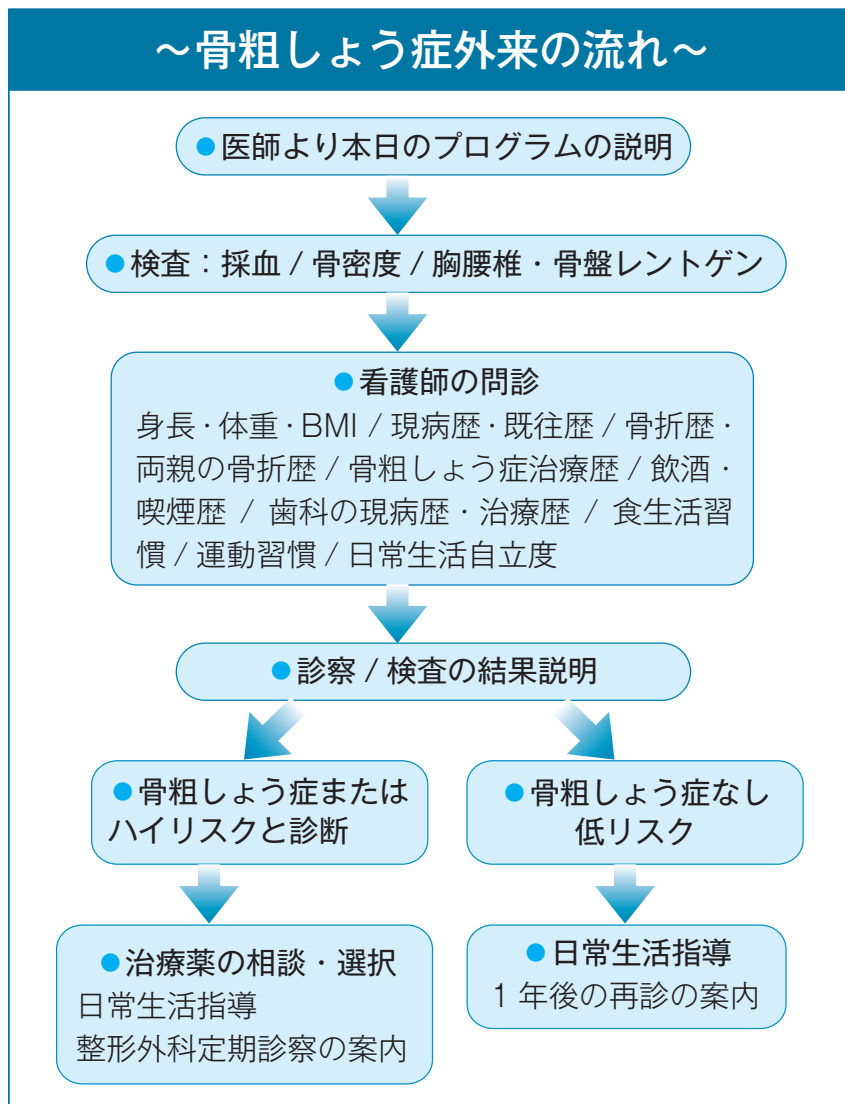 ～骨粗しょう症外来の流れ～
●医師より本日のプログラムの説明
●検査：採血 / 骨密度 / 胸腰椎・骨盤レントゲン
●看護師の問診
身長・体重・BMI / 現病歴・既往歴 / 骨折歴・
両親の骨折歴 / 骨粗しょう症治療歴 / 飲酒・
喫煙歴 / 歯科の現病歴・治療歴 / 食生活習
慣 / 運動習慣 / 日常生活自立度
●診察 / 検査の結果説明
●骨粗しょう症または
ハイリスクと診断
●骨粗しょう症なし
低リスク
●治療薬の相談・選択
日常生活指導
整形外科定期診察の案内
●日常生活指導
1 年後の再診の案内